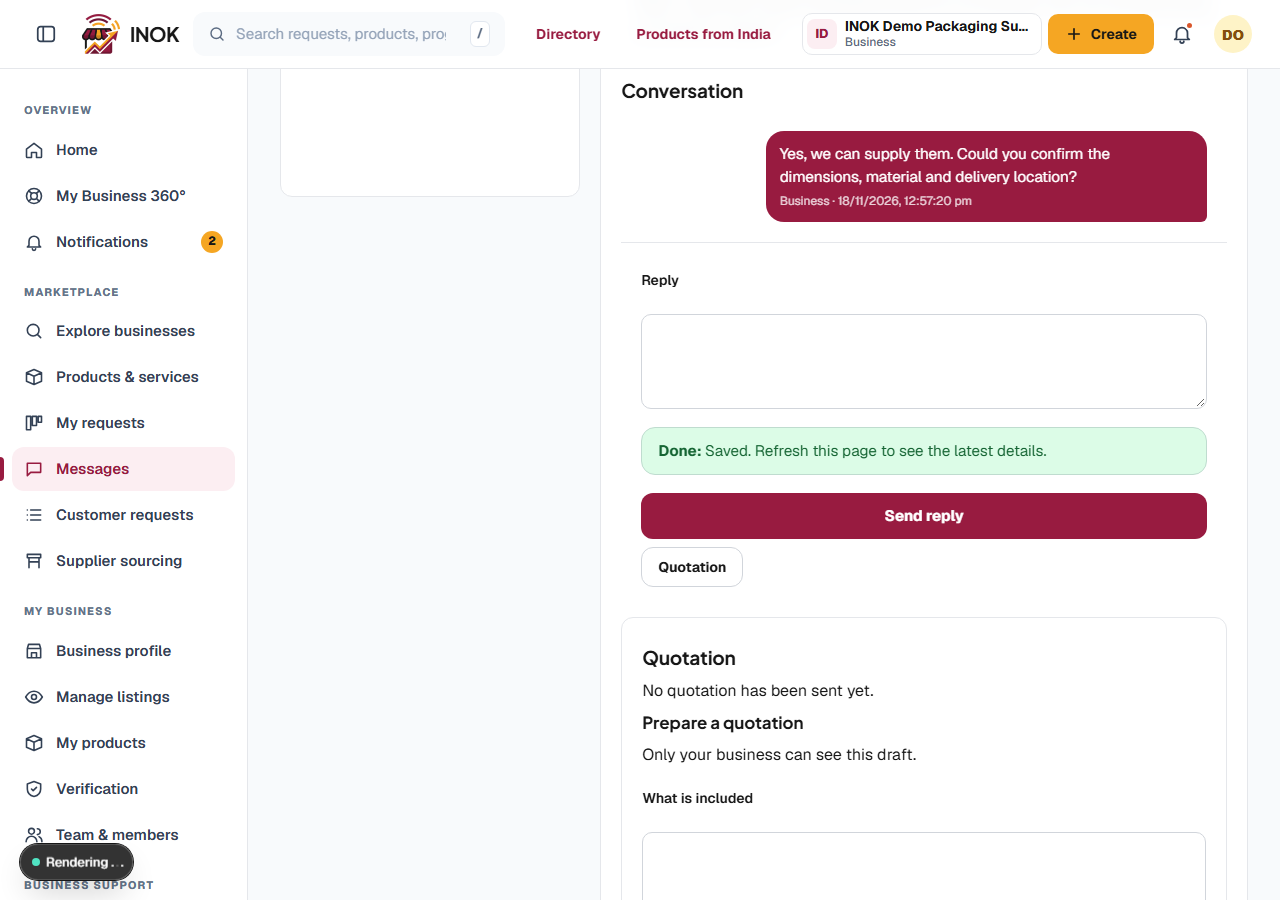 INOK
Search requests, products, prog
/
Directory
Products from India
ID
INOK Demo Packaging Su...
Business
Create
DO
OVERVIEW
Home
My Business 360°
Notifications
2
MARKETPLACE
Explore businesses
Products & services
My requests
Messages
Customer requests
Supplier sourcing
MY BUSINESS
Business profile
Manage listings
My products
Verification
Team & members
Rendering ...
BUSINESS SUPPORT
Conversation
Yes, we can supply them. Could you confirm the
dimensions, material and delivery location?
Business · 18/11/2026, 12:57:20 pm
Reply
Done: Saved. Refresh this page to see the latest details.
Send reply
Quotation
Quotation
No quotation has been sent yet.
Prepare a quotation
Only your business can see this draft.
What is included